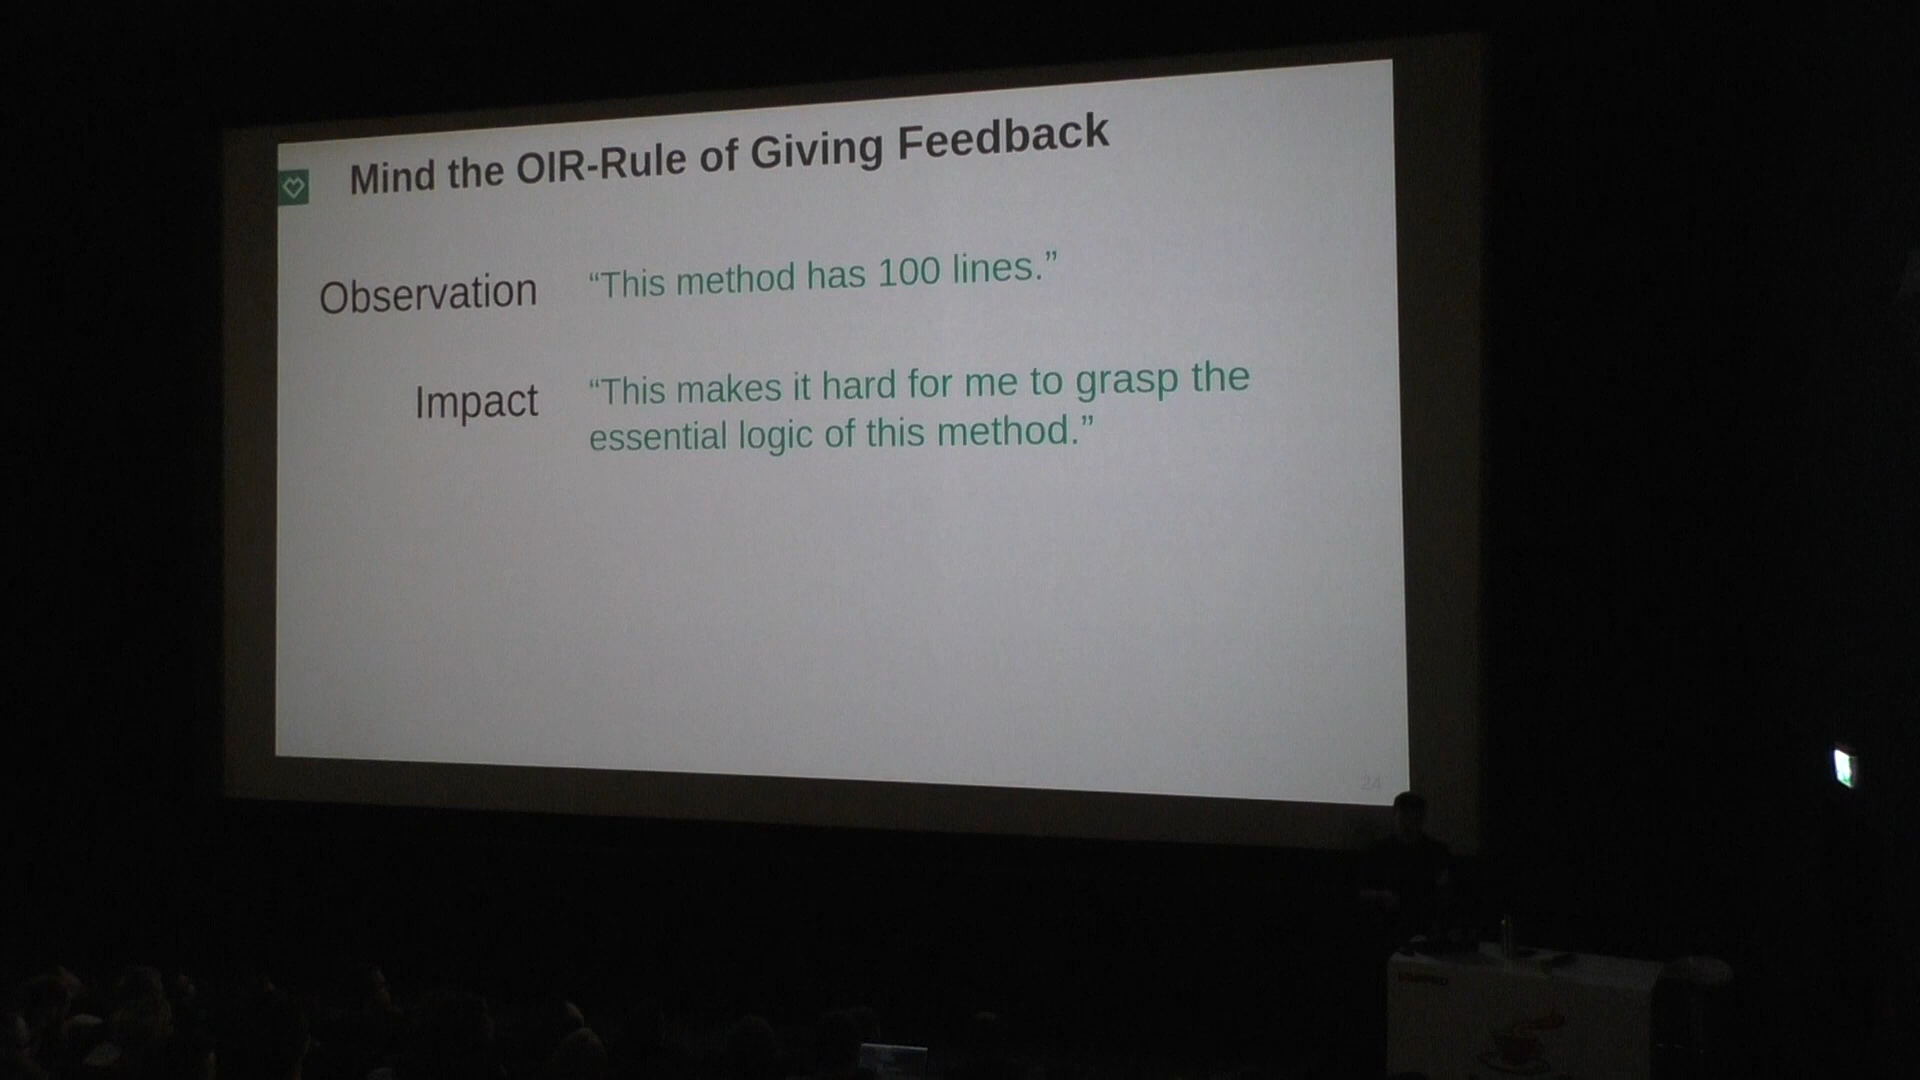 Mind the OIR-Rule of Giving Feedback
Observation
“This method has 100 lines.”
Impact
“This makes it hard for me to grasp the
essential logic of this method.”
24